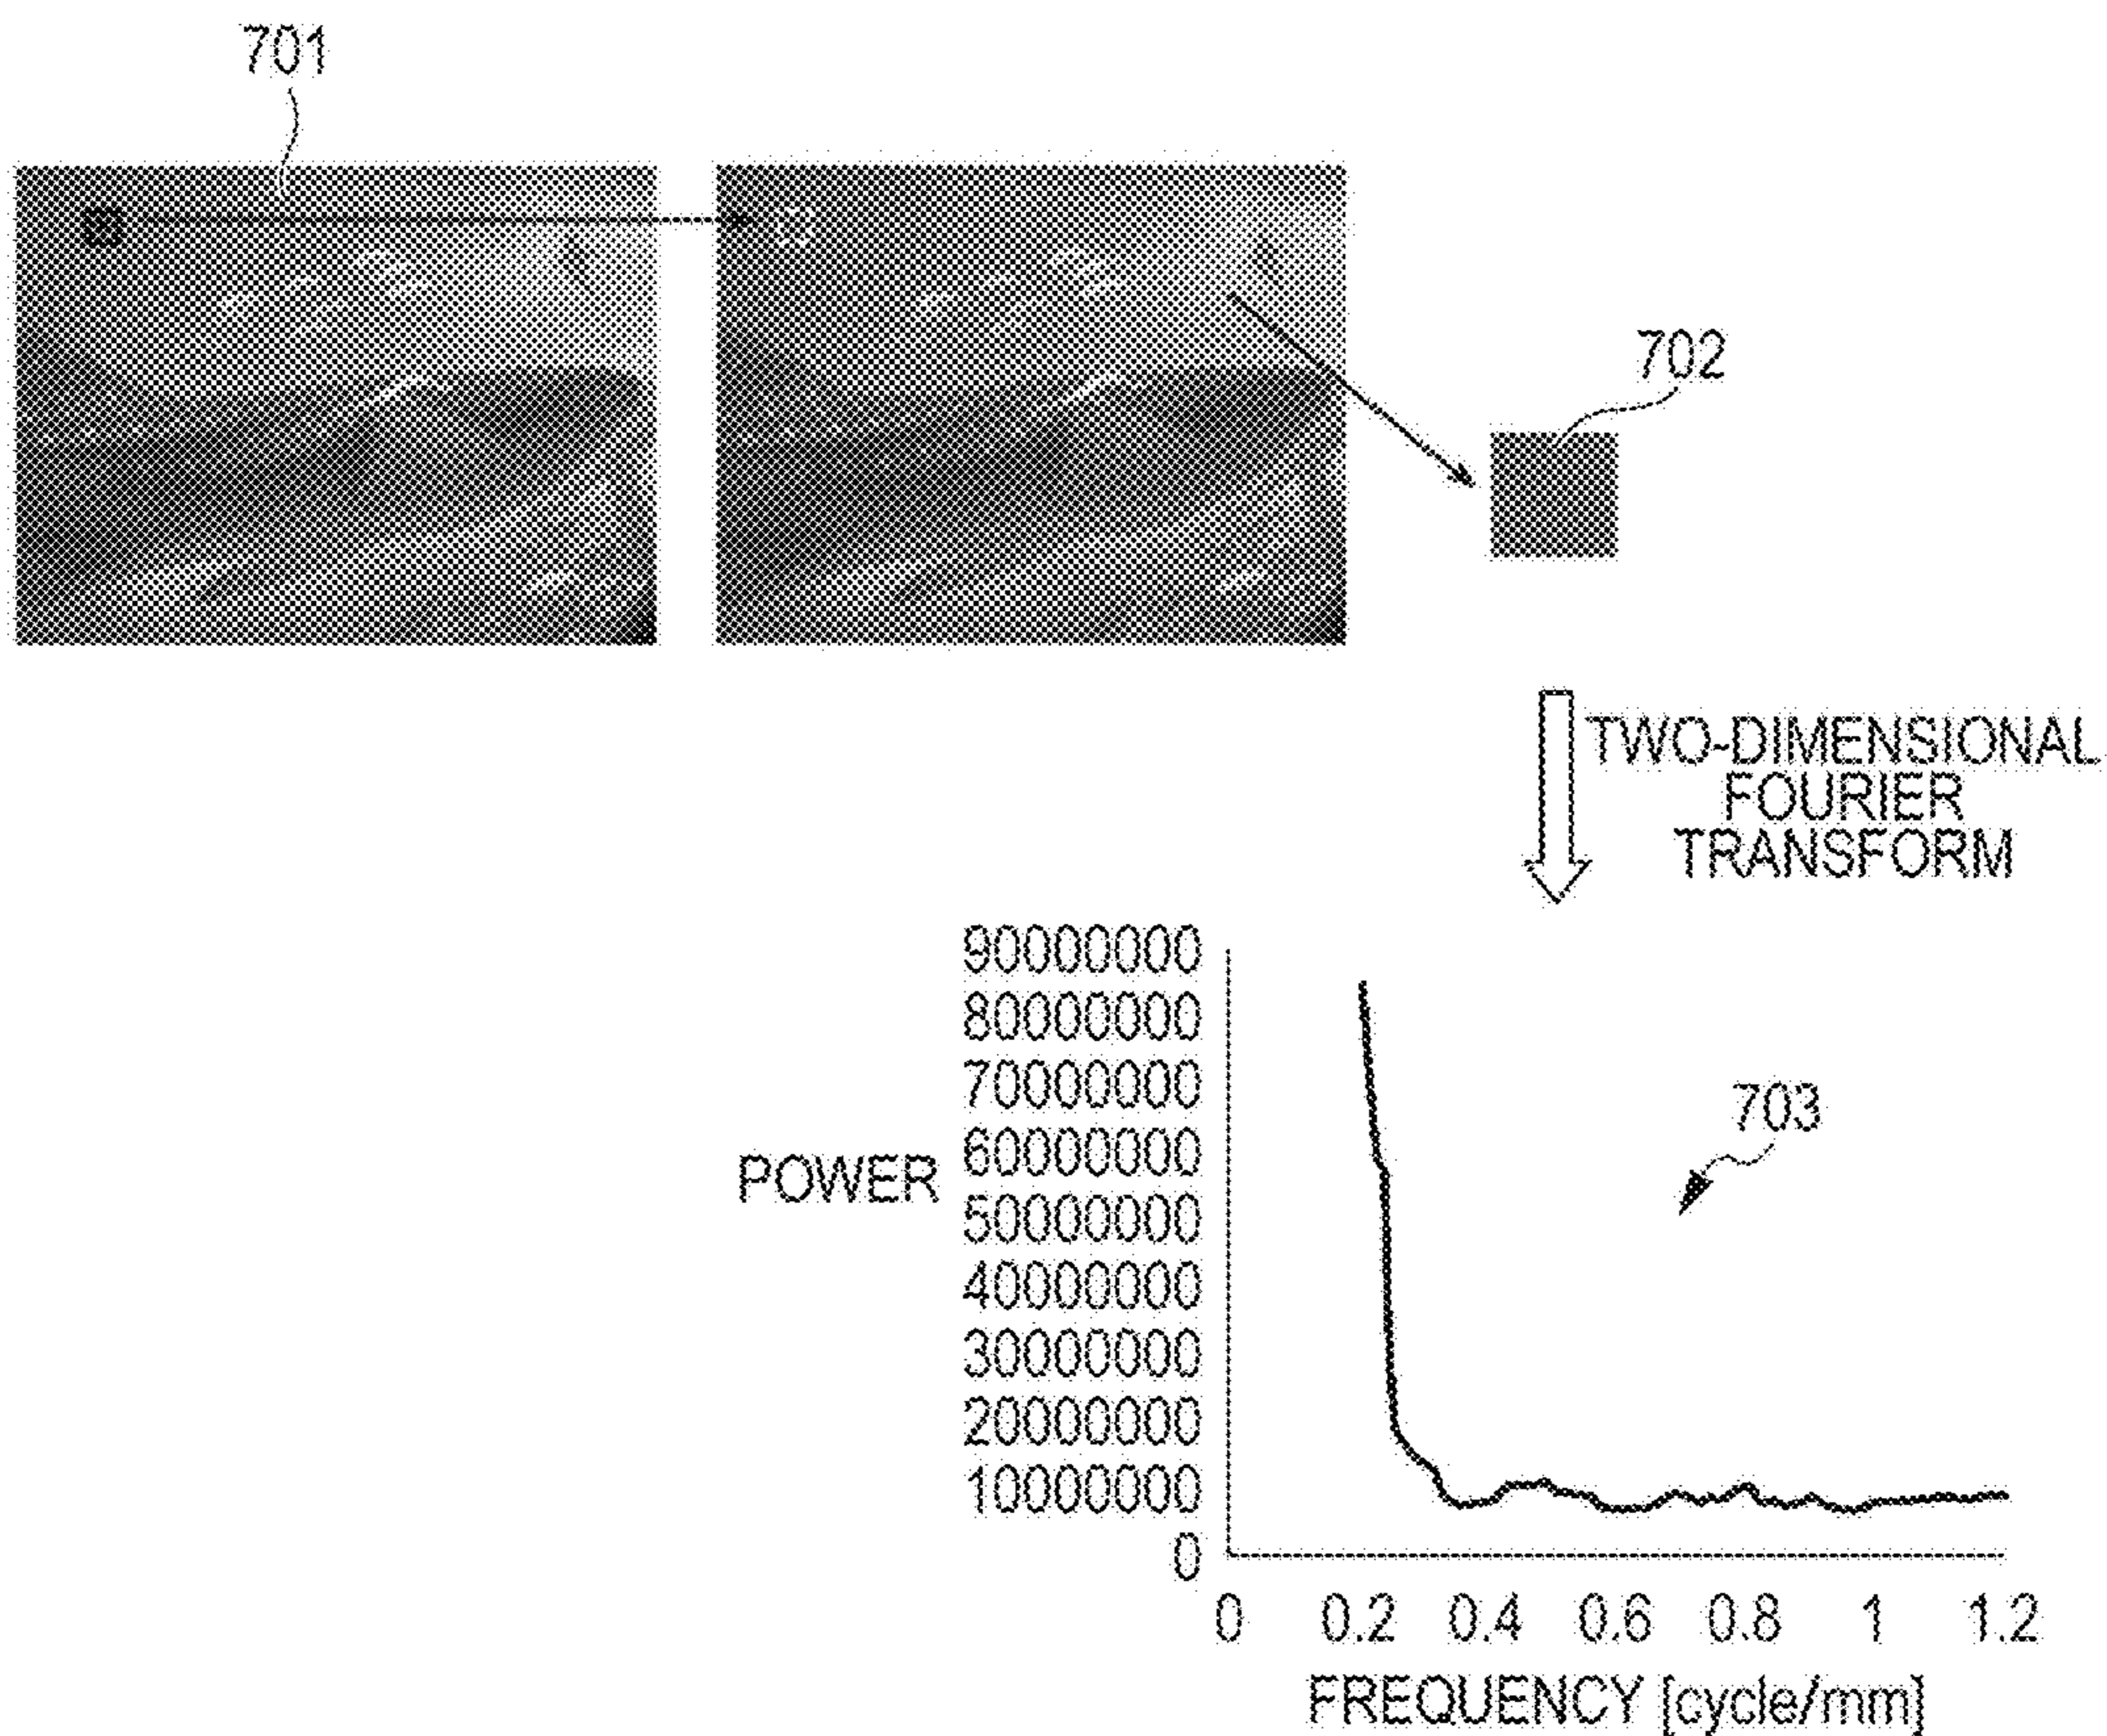 701
702
TWO-DIMENSIONAL
FOURIER
TRANSFORM
90000000
80000000
70000000
703
POWER
60000000
50000000
40000000
30000000
20000000
10000000
0
0 0.2 0.4 0.6 0.8 1 1.2
FREQUENCY [cycle/mm]